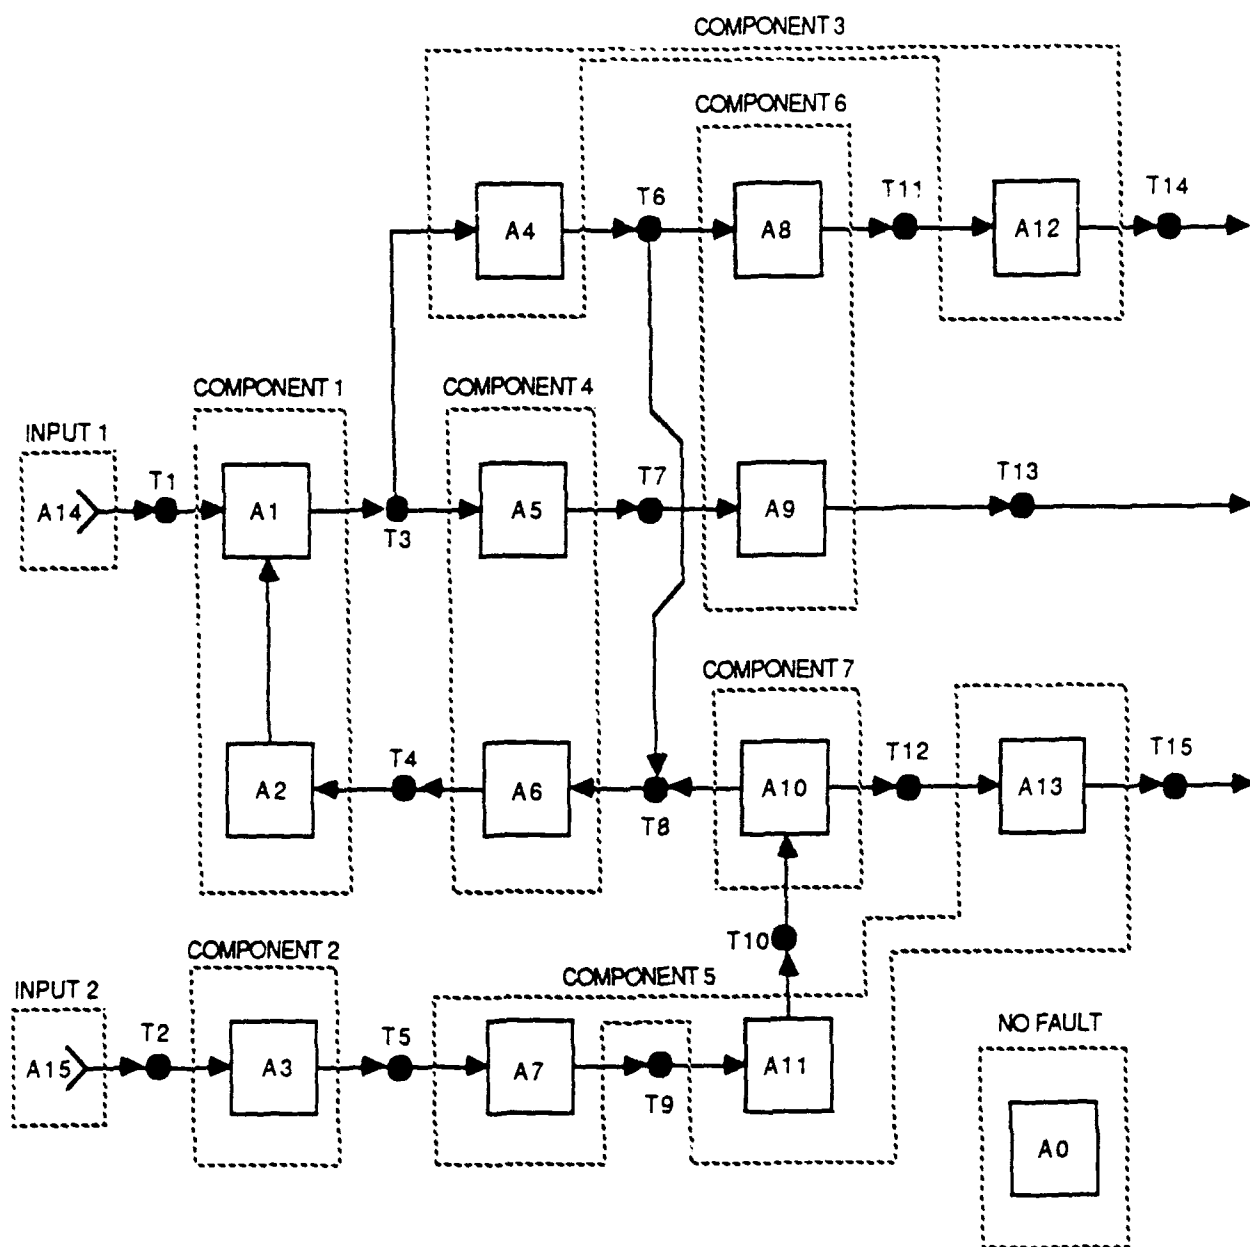 COMPONENT 3
COMPONENT 6
T6
T11
T14
A4
A8
A12
COMPONENT 1
COMPONENT 4
INPUT 1
T1
T7
T13
A14
A1
A5
A9
T3
COMPONENT 7
T4
T12
T15
A2
A6
A10
A13
T8
T10
COMPONENT 2
COMPONENT 5
INPUT 2
NO FAULT
T2
T5
A15
A3
A7
A11
T9
A0